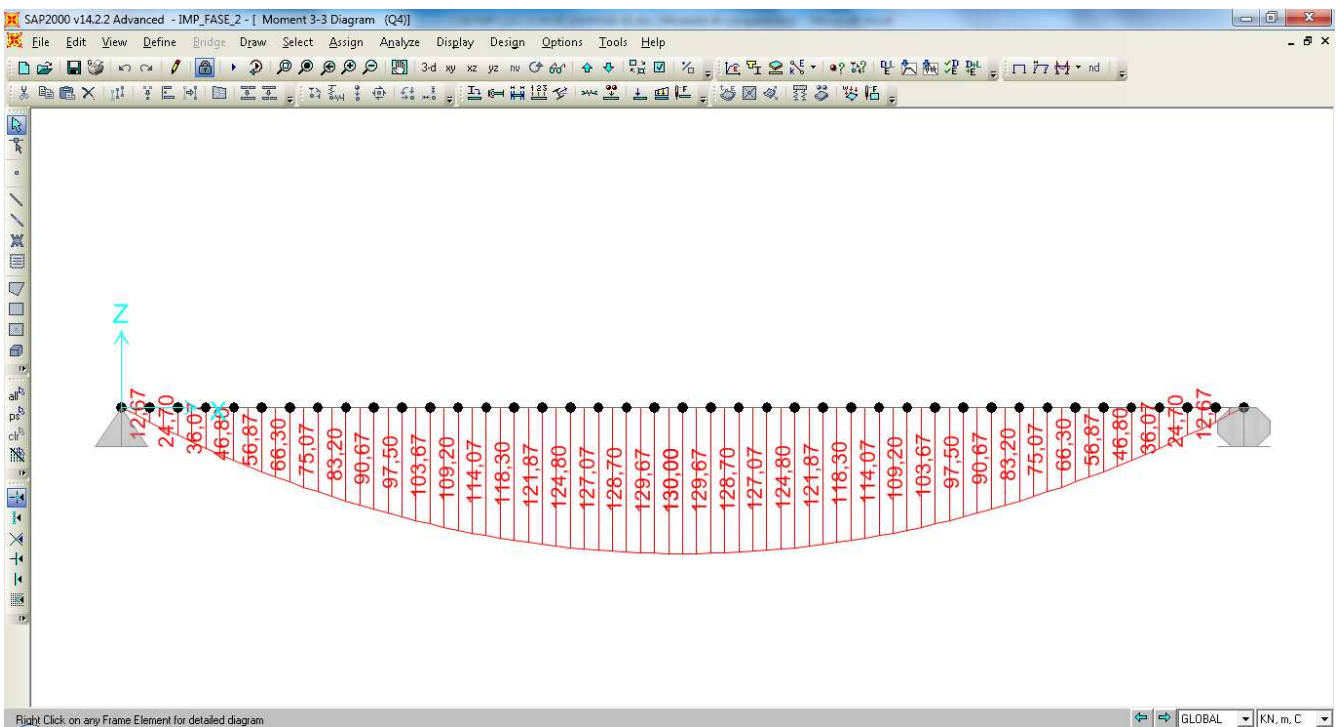 SAP2000 v14.2.2 Advanced - IMP_FASE_2 - [ Moment 3-3 Diagram (Q4)]
File Edit View Define Bridge Draw Select Assign Analyze Display Design Options Tools Help
3-d xy xz yz nv nd
Z
X
12,67 24,70 36,07 46,80 56,87 66,30 75,07 83,20 90,67 97,50 103,67 109,20 114,07 118,30 121,87 124,80 127,07 128,70 129,67 130,00 129,67 128,70 127,07 124,80 121,87 118,30 114,07 109,20 103,67 97,50 90,67 83,20 75,07 66,30 56,87 46,80 36,07 24,70 12,67
all
ps
clr
Right Click on any Frame Element for detailed diagram
GLOBAL KN, m, C